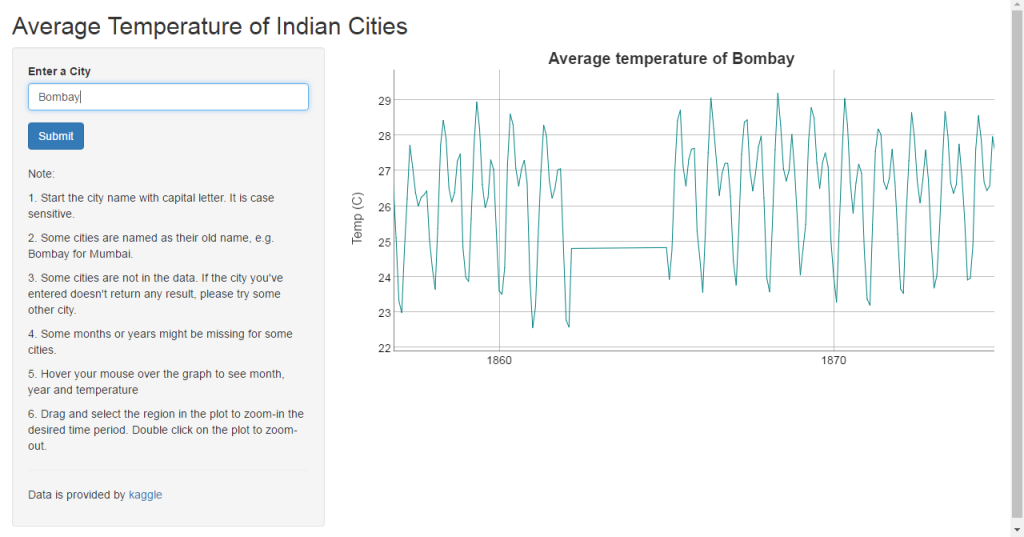 Average Temperature of Indian Cities
Enter a City
Bombay
Submit
Note:
1. Start the city name with capital letter. It is case
sensitive.
2. Some cities are named as their old name, e.g.
Bombay for Mumbai.
3. Some cities are not in the data. If the city you've
entered doesn't return any result, please try some
other city.
4. Some months or years might be missing for some
cities.
5. Hover your mouse over the graph to see month,
year and temperature
6. Drag and select the region in the plot to zoom-in the
desired time period. Double click on the plot to zoom-
out.
Data is provided by kaggle
Average temperature of Bombay
Temp (C)
29
28
27
26
25
24
23
22
1860
1870